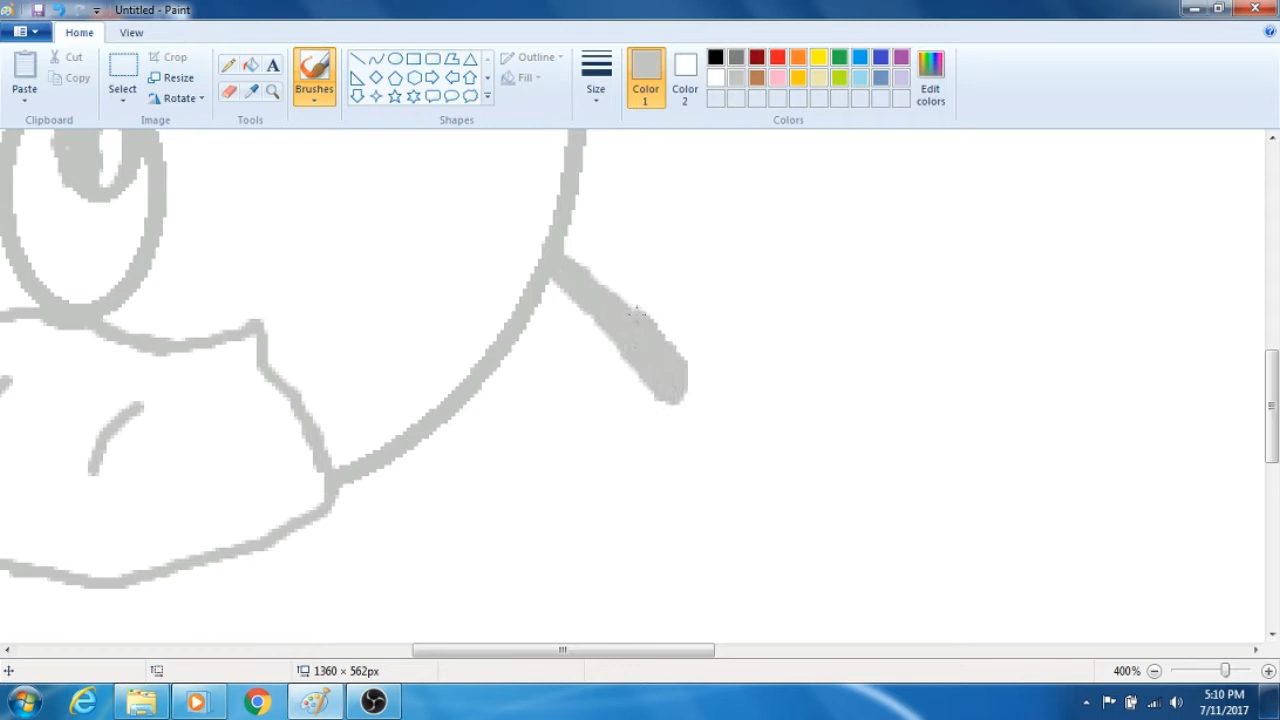 Untitled - Paint
Home View
Paste
Cut
Copy
Clipboard
Select
Crop
Resize
Rotate
Image
A
Tools
Brushes
Outline
Fill
Shapes
Size
Color 1
Color 2
Edit colors
Colors
1360 × 562px
400%
5:10 PM
7/11/2017